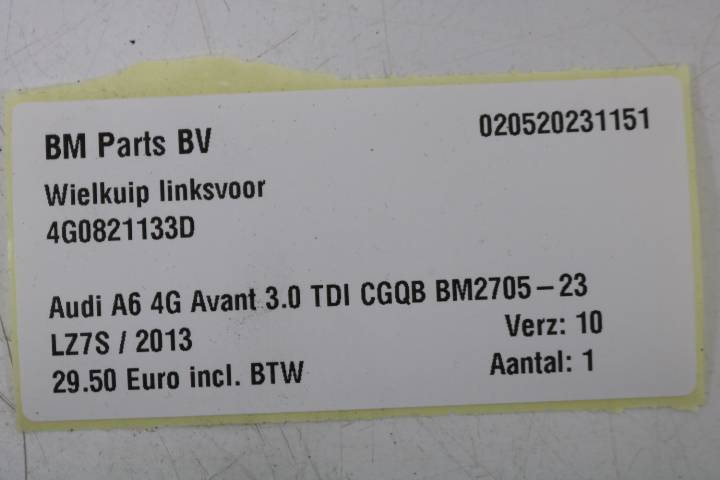 BM Parts BV
020520231151
Wielkuip linksvoor
4G0821133D
Audi A6 4G Avant 3.0 TDI CGQB BM2705-23
LZ7S / 2013
Verz: 10
29.50 Euro incl. BTW
Aantal: 1